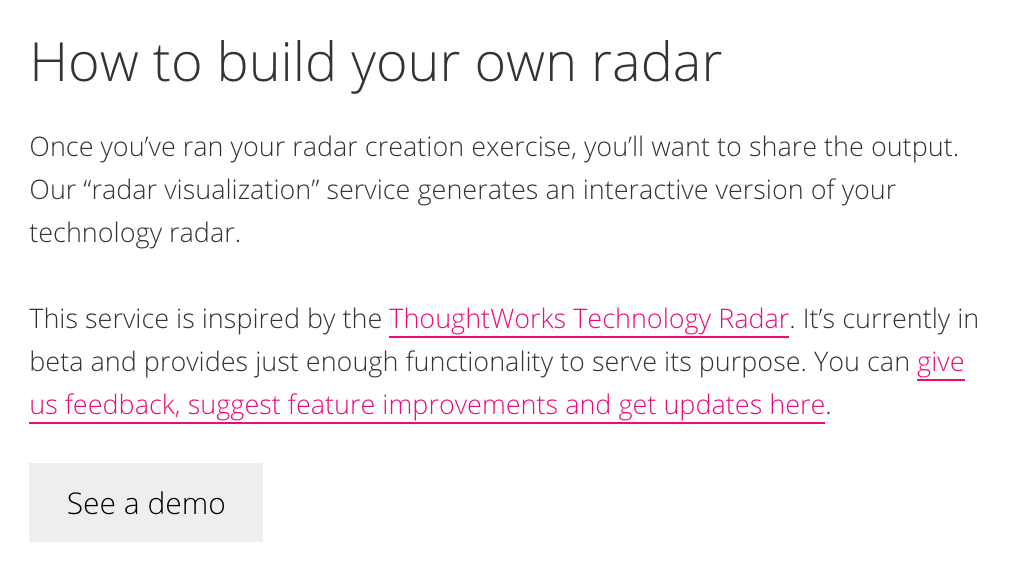 How to build your own radar
Once you’ve ran your radar creation exercise, you’ll want to share the output.
Our “radar visualization” service generates an interactive version of your
technology radar.
This service is inspired by the ThoughtWorks Technology Radar. It’s currently in
beta and provides just enough functionality to serve its purpose. You can give
us feedback, suggest feature improvements and get updates here.
See a demo